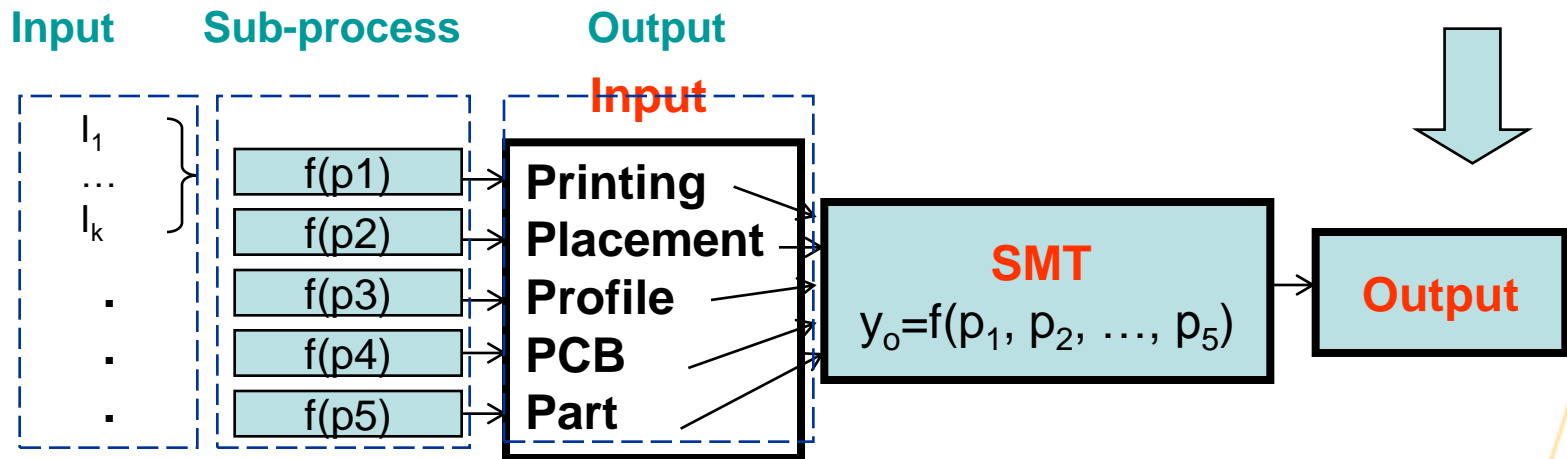 Input Sub-process Output
Input
I₁
…
Iₖ
.
.
.
f(p1)
f(p2)
f(p3)
f(p4)
f(p5)
Printing
Placement
Profile
PCB
Part
SMT
yₒ=f(p₁, p₂, …, p₅)
Output